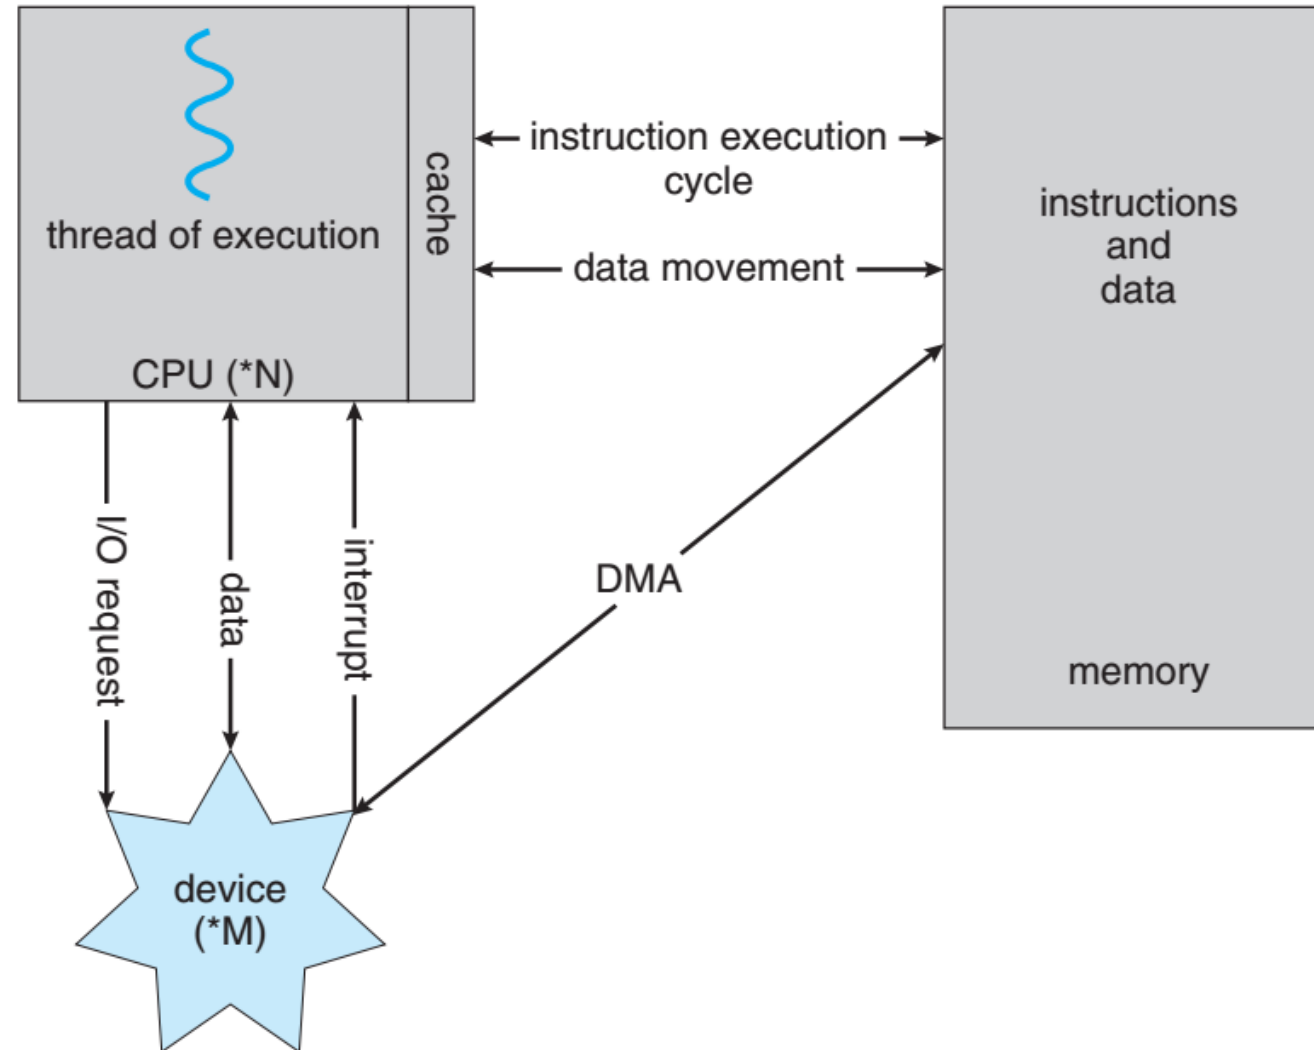 thread of execution
CPU (*N)
cache
instruction execution
cycle
data movement
instructions
and
data
memory
I/O request
data
interrupt
DMA
device
(*M)